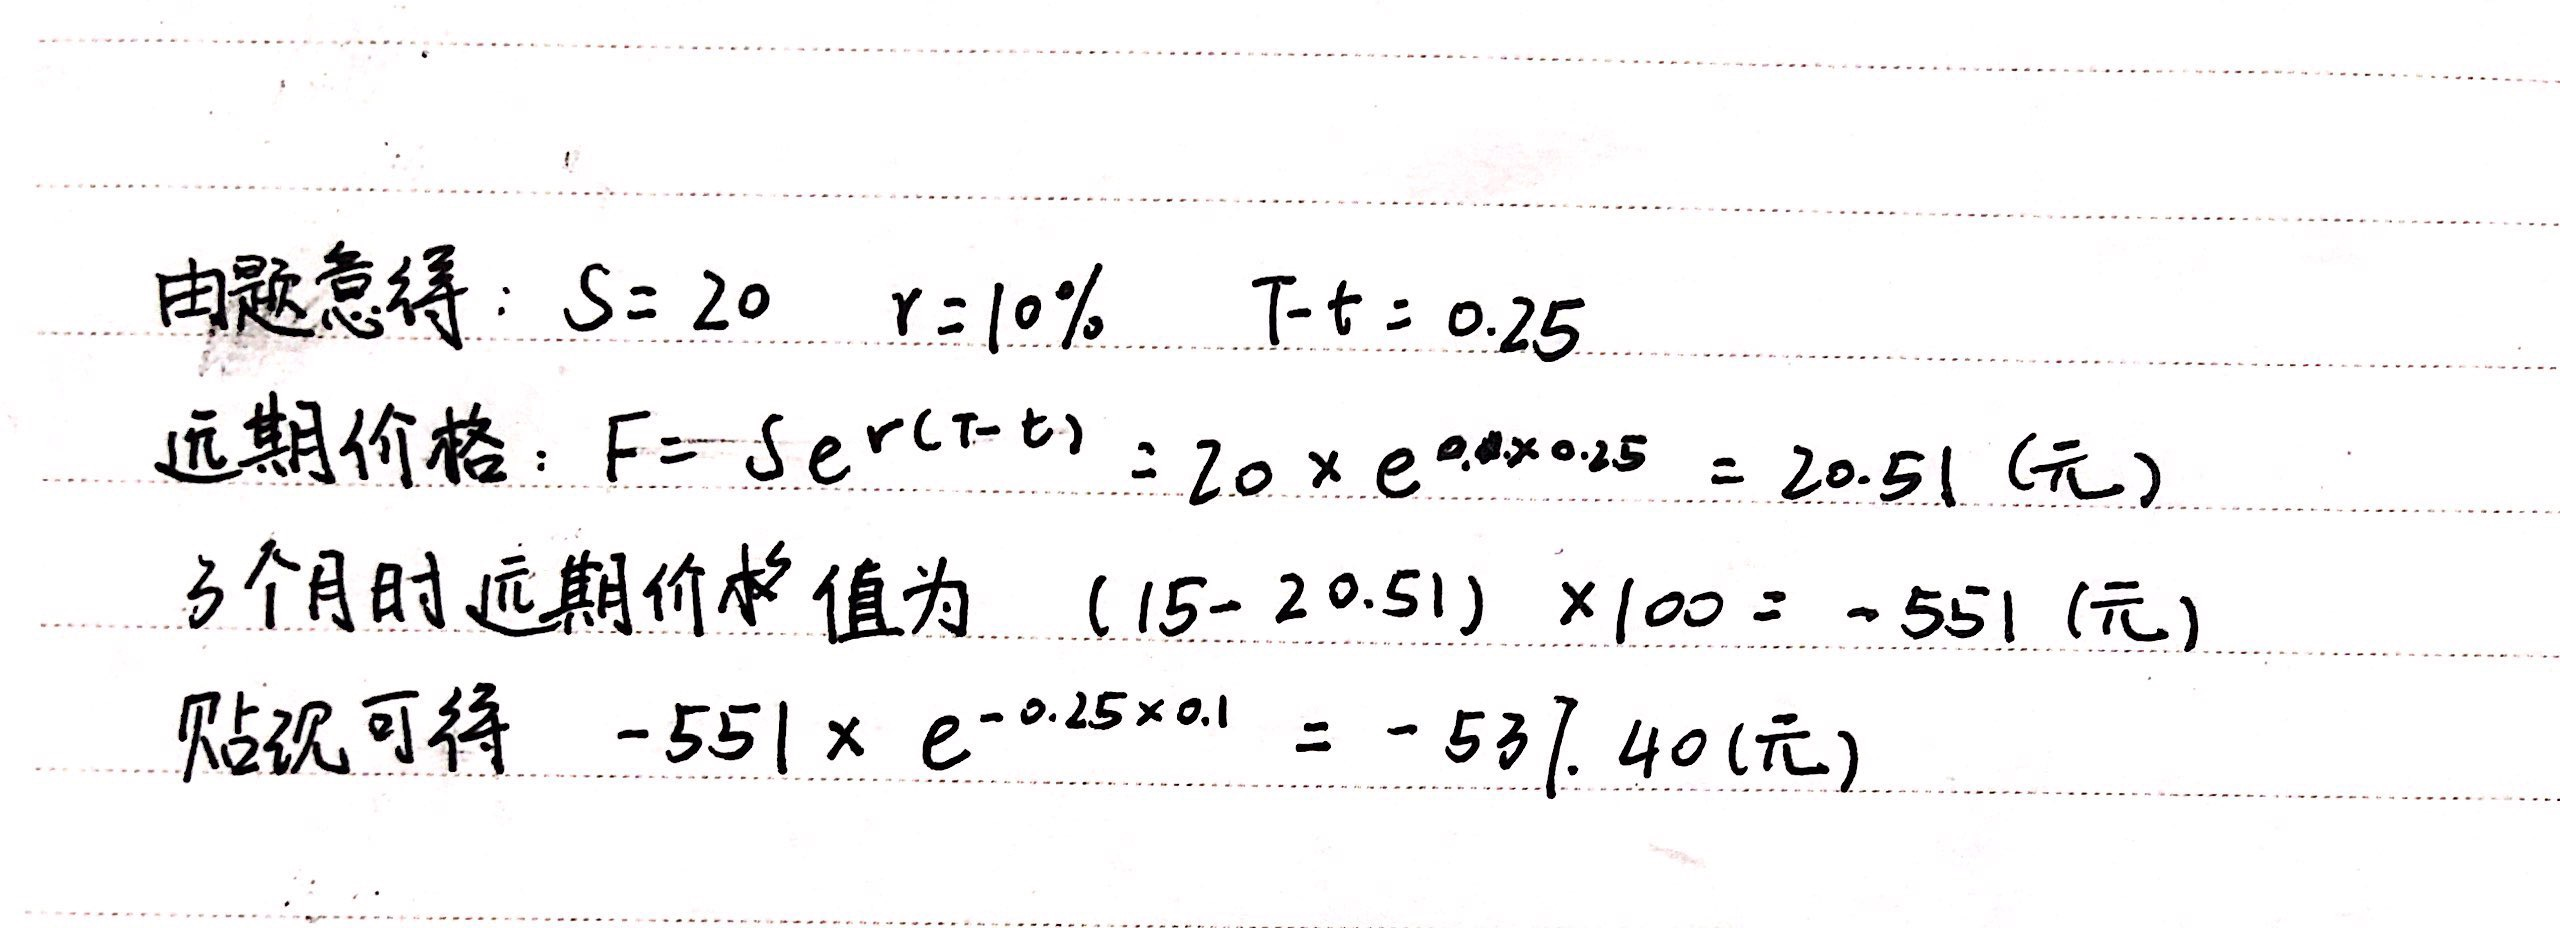 由题意得：S=20 r=10% T-t=0.25
远期价格：F=Se^{r(T-t)}=20×e^{0.1×0.25}=20.51(元)
3个月时远期价格值为 (15-20.51)×100=-551(元)
贴现可得 -551×e^{-0.25×0.1}=-537.40(元)